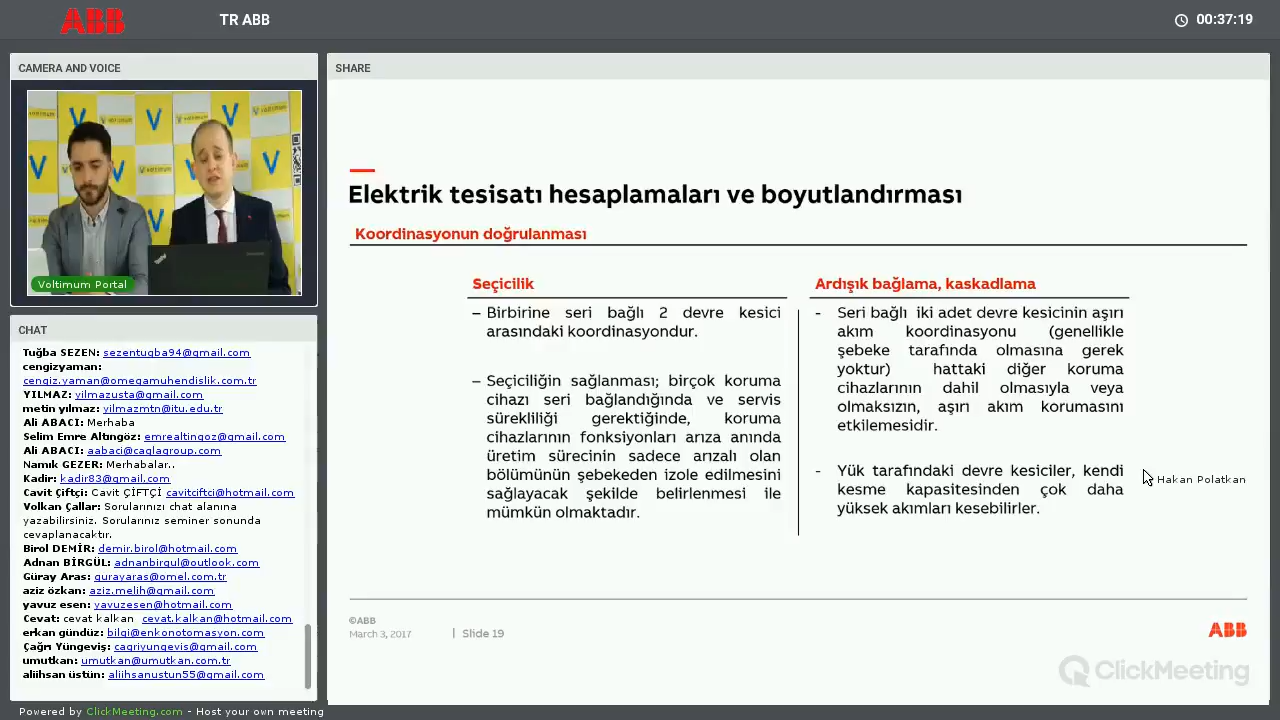 ABB
TR ABB
00:37:19
CAMERA AND VOICE
V
VOLTIMUM
Voltimum Portal
ThinkPad
CHAT
Tuğba SEZEN: sezentugba94@gmail.com
cengizyaman:
cengiz.yaman@omegamuhendislik.com.tr
YILMAZ: yilmazusta@gmail.com
metin yılmaz: yilmazmtn@itu.edu.tr
Ali ABACI: Merhaba
Selim Emre Altıngöz: emrealtingoz@gmail.com
Ali ABACI: aabaci@caglagroup.com
Namık GEZER: Merhabalar..
Kadir: kadir83@gmail.com
Cavit Çiftçi: Cavit ÇİFTÇİ cavitciftci@hotmail.com
Volkan Çallar: Sorularınızı chat alanına
yazabilirsiniz. Sorularınız seminer sonunda
cevaplanacaktır.
Birol DEMİR: demir.birol@hotmail.com
Adnan BİRGÜL: adnanbirgul@outlook.com
Güray Aras: gurayaras@omel.com.tr
aziz özkan: aziz.melih@gmail.com
yavuz esen: yavuzesen@hotmail.com
Cevat: cevat kalkan cevat.kalkan@hotmail.com
erkan gündüz: bilgi@enkonotomasyon.com
Çağrı Yüngeviş: cagriyungevis@gmail.com
umutkan: umutkan@umutkan.com.tr
aliihsan üstün: aliihsanustun55@gmail.com
Powered by ClickMeeting.com - Host your own meeting
SHARE
Elektrik tesisatı hesaplamaları ve boyutlandırması
Koordinasyonun doğrulanması
Seçicilik
– Birbirine seri bağlı 2 devre kesici
arasındaki koordinasyondur.
– Seçiciliğin sağlanması; birçok koruma
cihazı seri bağlandığında ve servis
sürekliliği gerektiğinde, koruma
cihazlarının fonksiyonları arıza anında
üretim sürecinin sadece arızalı olan
bölümünün şebekeden izole edilmesini
sağlayacak şekilde belirlenmesi ile
mümkün olmaktadır.
Ardışık bağlama, kaskadlama
- Seri bağlı iki adet devre kesicinin aşırı
akım koordinasyonu (genellikle
şebeke tarafında olmasına gerek
yoktur) hattaki diğer koruma
cihazlarının dahil olmasıyla veya
olmaksızın, aşırı akım korumasını
etkilemesidir.
- Yük tarafındaki devre kesiciler, kendi
kesme kapasitesinden çok daha
yüksek akımları kesebilirler.
Hakan Polatkan
©ABB
March 3, 2017 | Slide 19
ABB
ClickMeeting